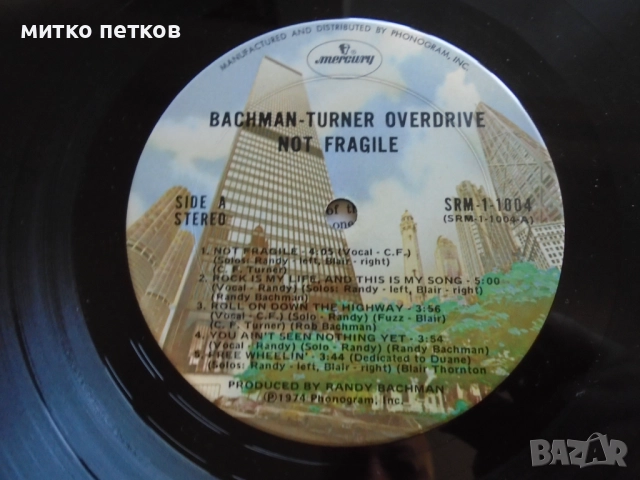 митко петков
MANUFACTURED AND DISTRIBUTED BY PHONOGRAM, INC.
mercury
BACHMAN-TURNER OVERDRIVE
NOT FRAGILE
SIDE A
STEREO
SRM-1-1004
(SRM-1-1004-A)
1. NOT FRAGILE - 4:05 (Vocal - C.F.)
(Solos: Randy - left, Blair - right)
(C. F. Turner)
2. ROCK IS MY LIFE, AND THIS IS MY SONG - 5:00
(Vocal - Randy) (Solos: Randy - left, Blair - right)
(Randy Bachman)
3. ROLL ON DOWN THE HIGHWAY - 3:56
(Vocal - C.F.) (Solo - Randy) (Fuzz - Blair)
(C. F. Turner) (Rob Bachman)
4. YOU AIN'T SEEN NOTHING YET - 3:54
(Vocal - Randy) (Solo - Randy) (Randy Bachman)
5. FREE WHEELIN' - 3:44 (Dedicated to Duane)
(Solos: Randy - left, Blair - right) (Blair Thornton
PRODUCED BY RANDY BACHMAN
Ⓟ1974 Phonogram, Inc.
BAZAR